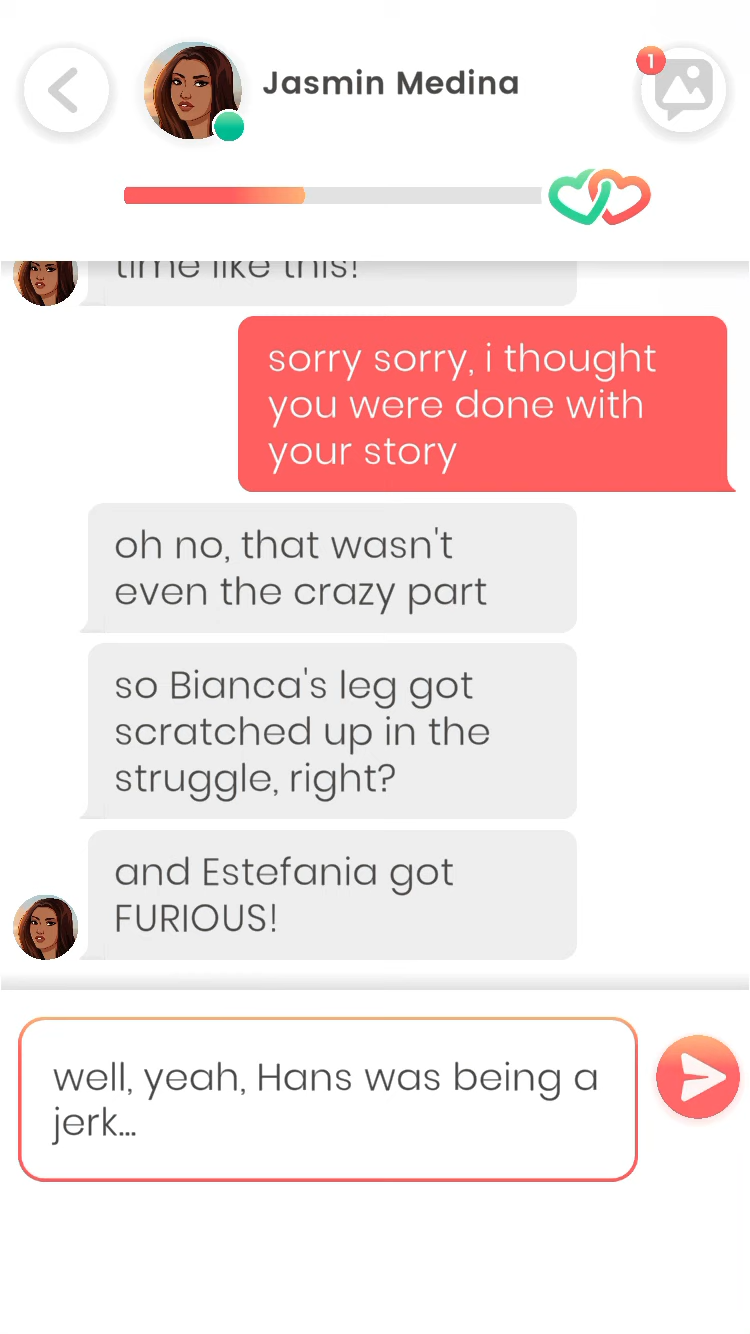 Jasmin Medina
1
time like this!
sorry sorry, i thought
you were done with
your story
oh no, that wasn't
even the crazy part
so Bianca's leg got
scratched up in the
struggle, right?
and Estefania got
FURIOUS!
well, yeah, Hans was being a
jerk...